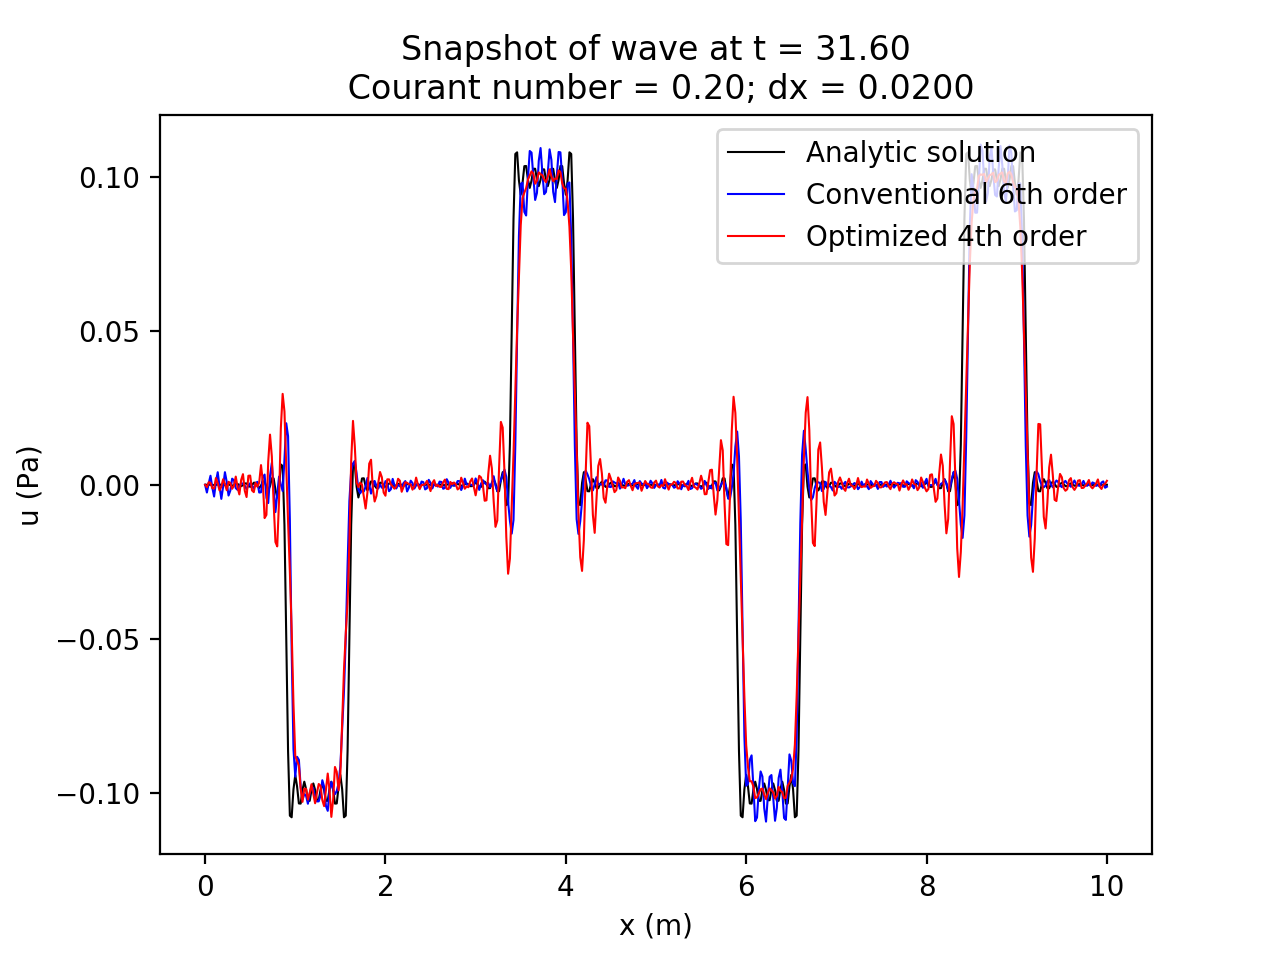 Snapshot of wave at t = 31.60
Courant number = 0.20; dx = 0.0200
Analytic solution
Conventional 6th order
Optimized 4th order
0.10
0.05
0.00
−0.05
−0.10
u (Pa)
0 2 4 6 8 10
x (m)